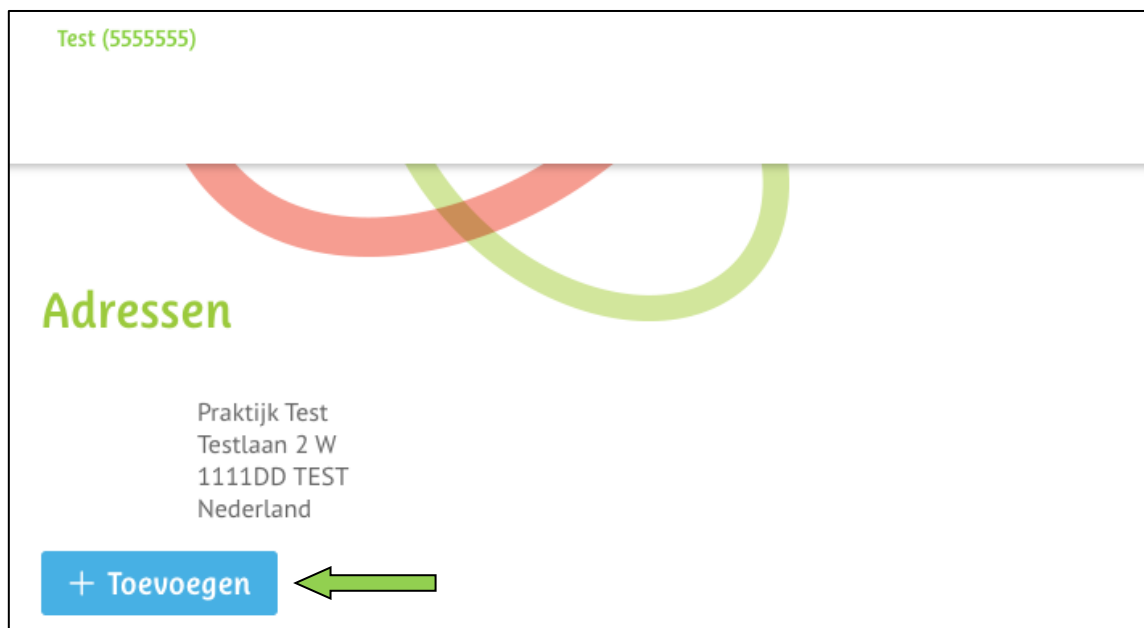 Test (5555555)
Adressen
Praktijk Test
Testlaan 2 W
1111DD TEST
Nederland
+ Toevoegen